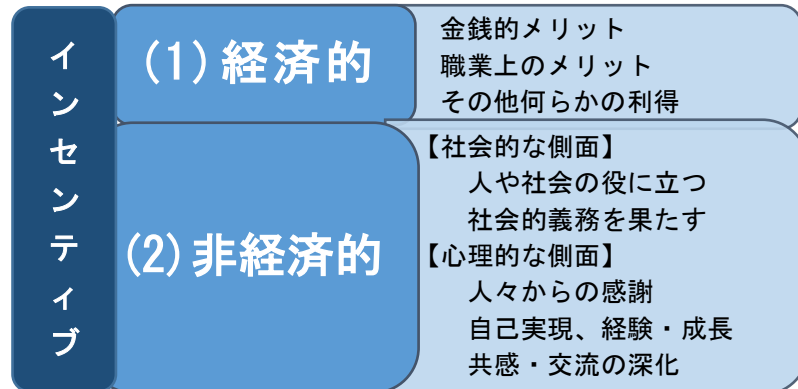 インセンティブ
(1)経済的
金銭的メリット
職業上のメリット
その他何らかの利得
(2)非経済的
【社会的な側面】
人や社会の役に立つ
社会的義務を果たす
【心理的な側面】
人々からの感謝
自己実現、経験・成長
共感・交流の深化